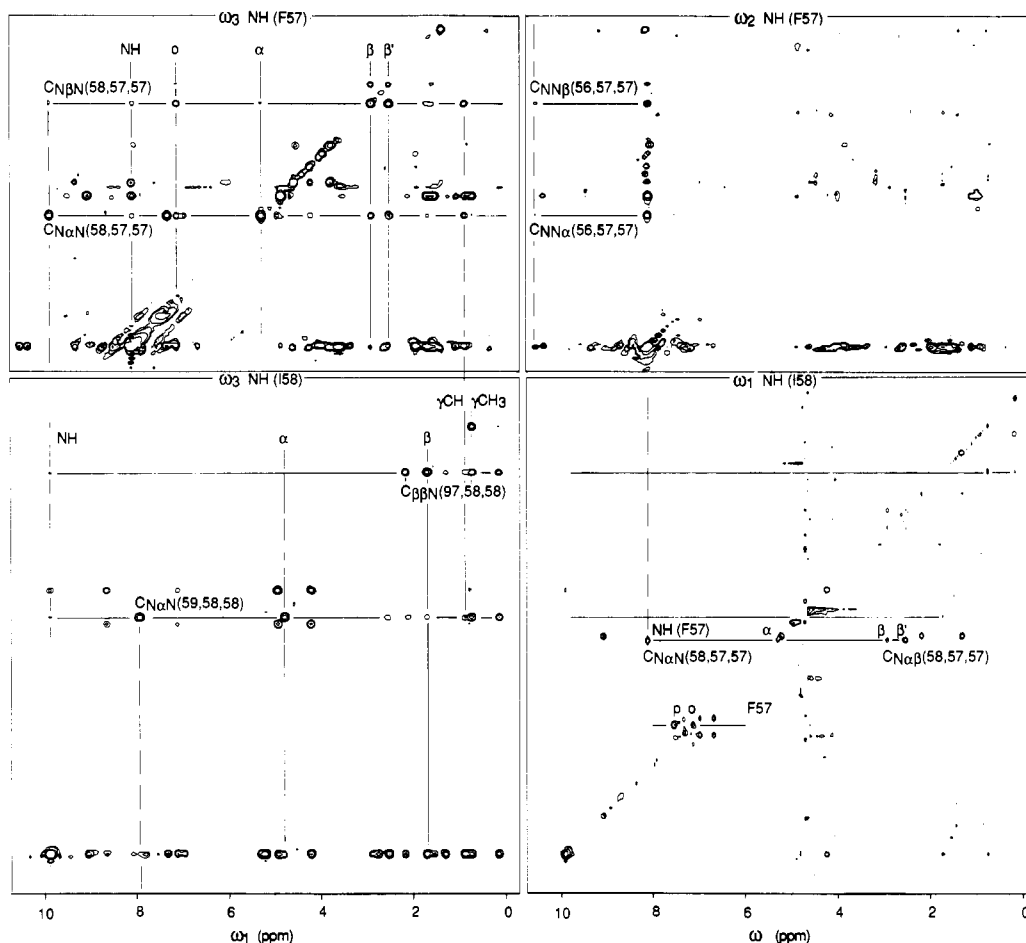 ω3 NH (F57)
NH o α β β'
CNβN(58,57,57)
CNαN(58,57,57)
ω2 NH (F57)
CNNβ(56,57,57)
CNNα(56,57,57)
ω3 NH (I58)
γCH γCH3
NH α β
CββN(97,58,58)
CNαN(59,58,58)
10 8 6 4 2 0
ω1 (ppm)
ω1 NH (I58)
NH (F57) α β β'
CNαN(58,57,57) CNαβ(58,57,57)
p o F57
10 8 6 4 2 0
ω (ppm)